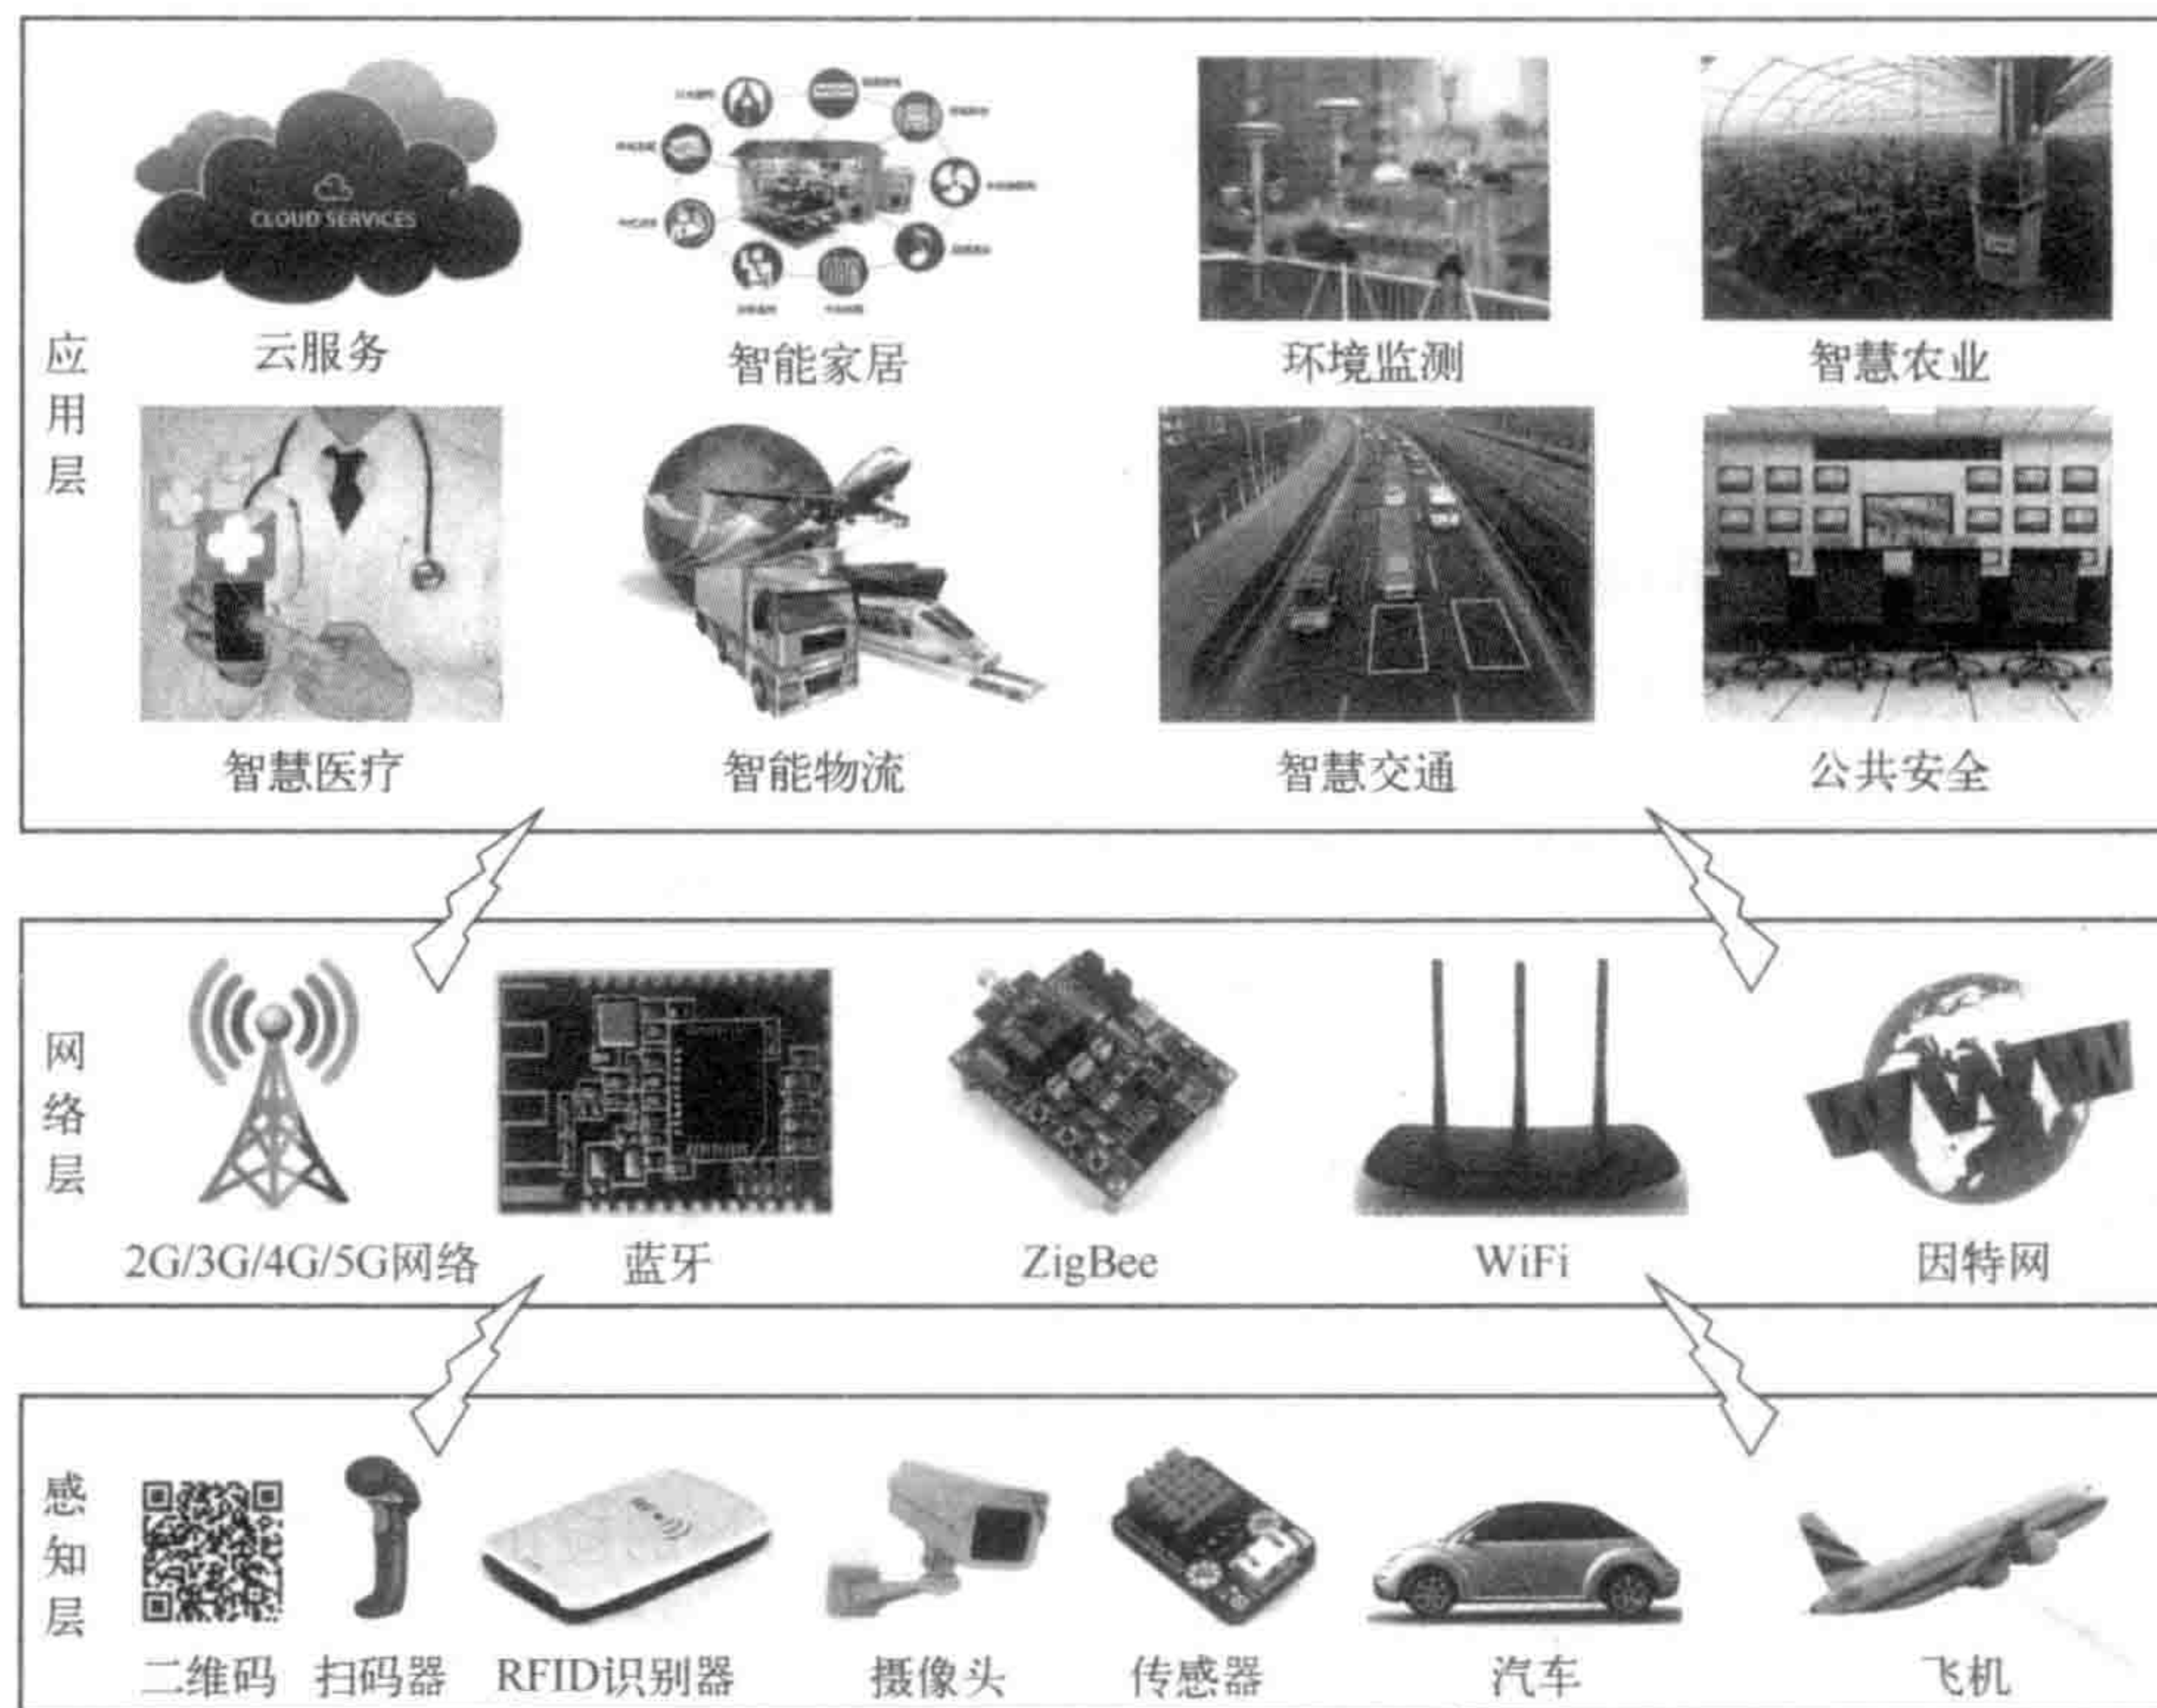 应用层
CLOUD SERVICES
云服务
智能家居
环境监测
智慧农业
智慧医疗
智能物流
智慧交通
公共安全
网络层
2G/3G/4G/5G网络
蓝牙
ZigBee
WiFi
WWW
因特网
感知层
二维码
扫码器
RFID识别器
摄像头
传感器
汽车
飞机